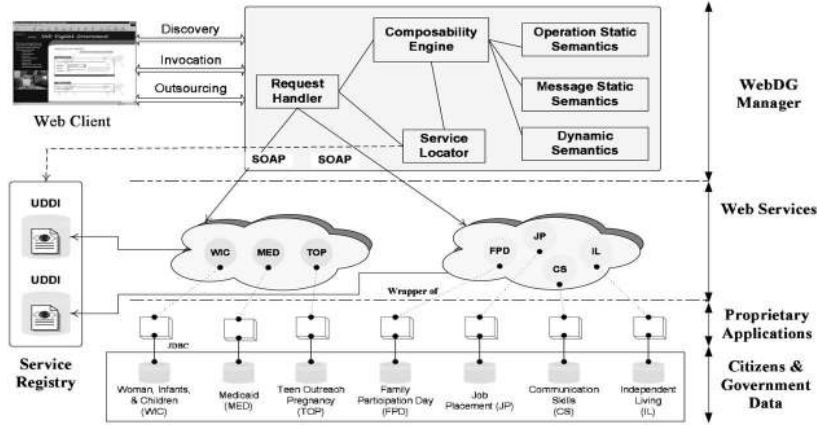 Web Digital Government
Discovery
Invocation
Outsourcing
Web Client
Request
Handler
Composability
Engine
Service
Locator
Operation Static
Semantics
Message Static
Semantics
Dynamic
Semantics
WebDG
Manager
SOAP
SOAP
UDDI
UDDI
Service
Registry
WIC
MED
TOP
FPD
JP
CS
IL
Web Services
Wrapper of
Proprietary
Applications
JDBC
Woman, Infants,
& Children
(WIC)
Medicaid
(MED)
Teen Outreach
Pregnancy
(TOP)
Family
Participation Day
(FPD)
Job
Placement (JP)
Communication
Skills
(CS)
Independent
Living
(IL)
Citizens &
Government
Data